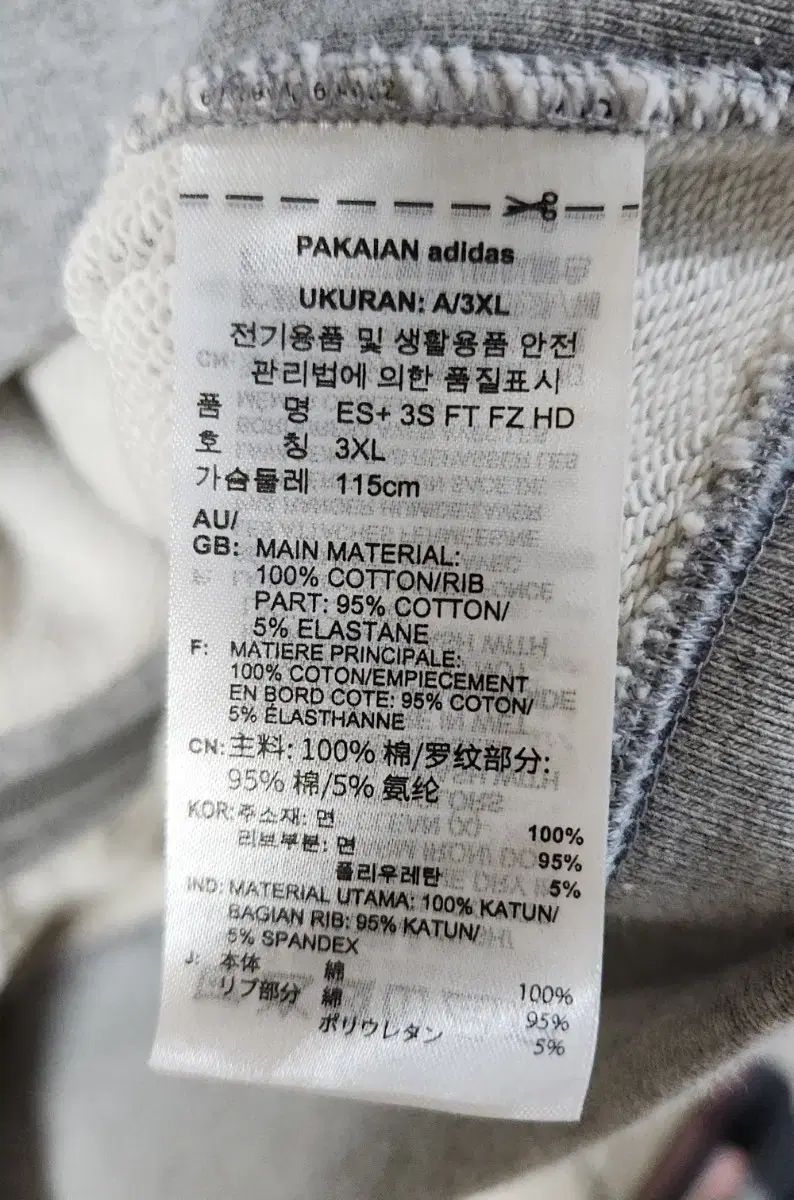 PAKAIAN adidas
UKURAN: A/3XL
전기용품 및 생활용품 안전
관리법에 의한 품질표시
품 명 ES+ 3S FT FZ HD
호 칭 3XL
가슴둘레 115cm
AU/
GB: MAIN MATERIAL:
100% COTTON/RIB
PART: 95% COTTON/
5% ELASTANE
F: MATIERE PRINCIPALE:
100% COTON/EMPIECEMENT
EN BORD COTE: 95% COTON/
5% ÉLASTHANNE
CN: 主料: 100% 棉/罗纹部分:
95% 棉/5% 氨纶
KOR: 주소재: 면 100%
리브부분: 면 95%
폴리우레탄 5%
IND: MATERIAL UTAMA: 100% KATUN/
BAGIAN RIB: 95% KATUN/
5% SPANDEX
J: 本体 綿 100%
リブ部分 綿 95%
ポリウレタン 5%